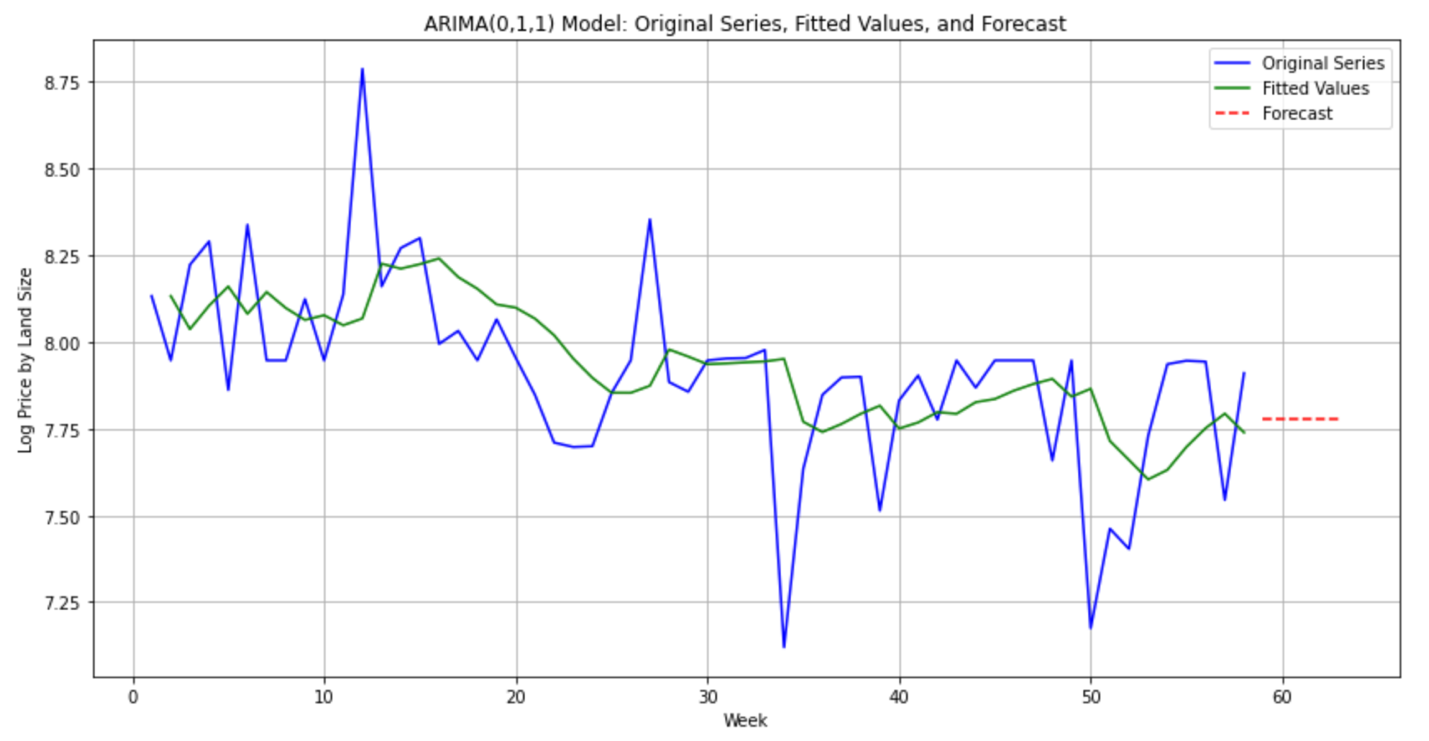 ARIMA(0,1,1) Model: Original Series, Fitted Values, and Forecast
Original Series
Fitted Values
Forecast
Log Price by Land Size
8.75
8.50
8.25
8.00
7.75
7.50
7.25
0 10 20 30 40 50 60
Week